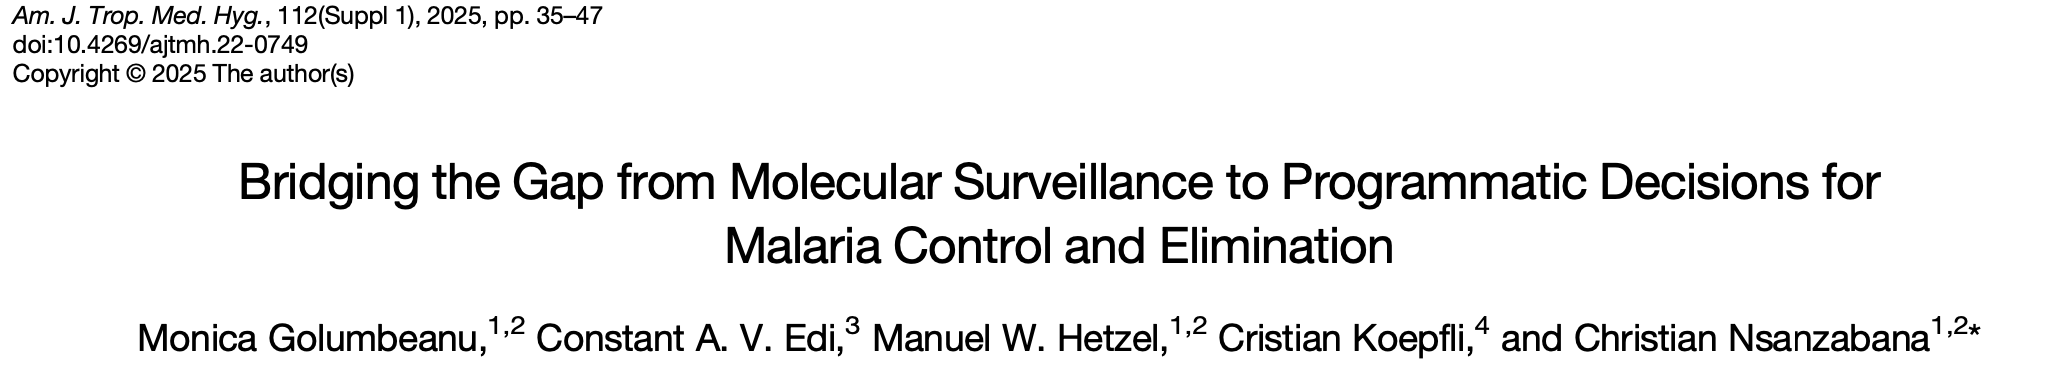 Am. J. Trop. Med. Hyg., 112(Suppl 1), 2025, pp. 35–47
doi:10.4269/ajtmh.22-0749
Copyright © 2025 The author(s)
Bridging the Gap from Molecular Surveillance to Programmatic Decisions for
Malaria Control and Elimination
Monica Golumbeanu,1,2 Constant A. V. Edi,3 Manuel W. Hetzel,1,2 Cristian Koepfli,4 and Christian Nsanzabana1,2*